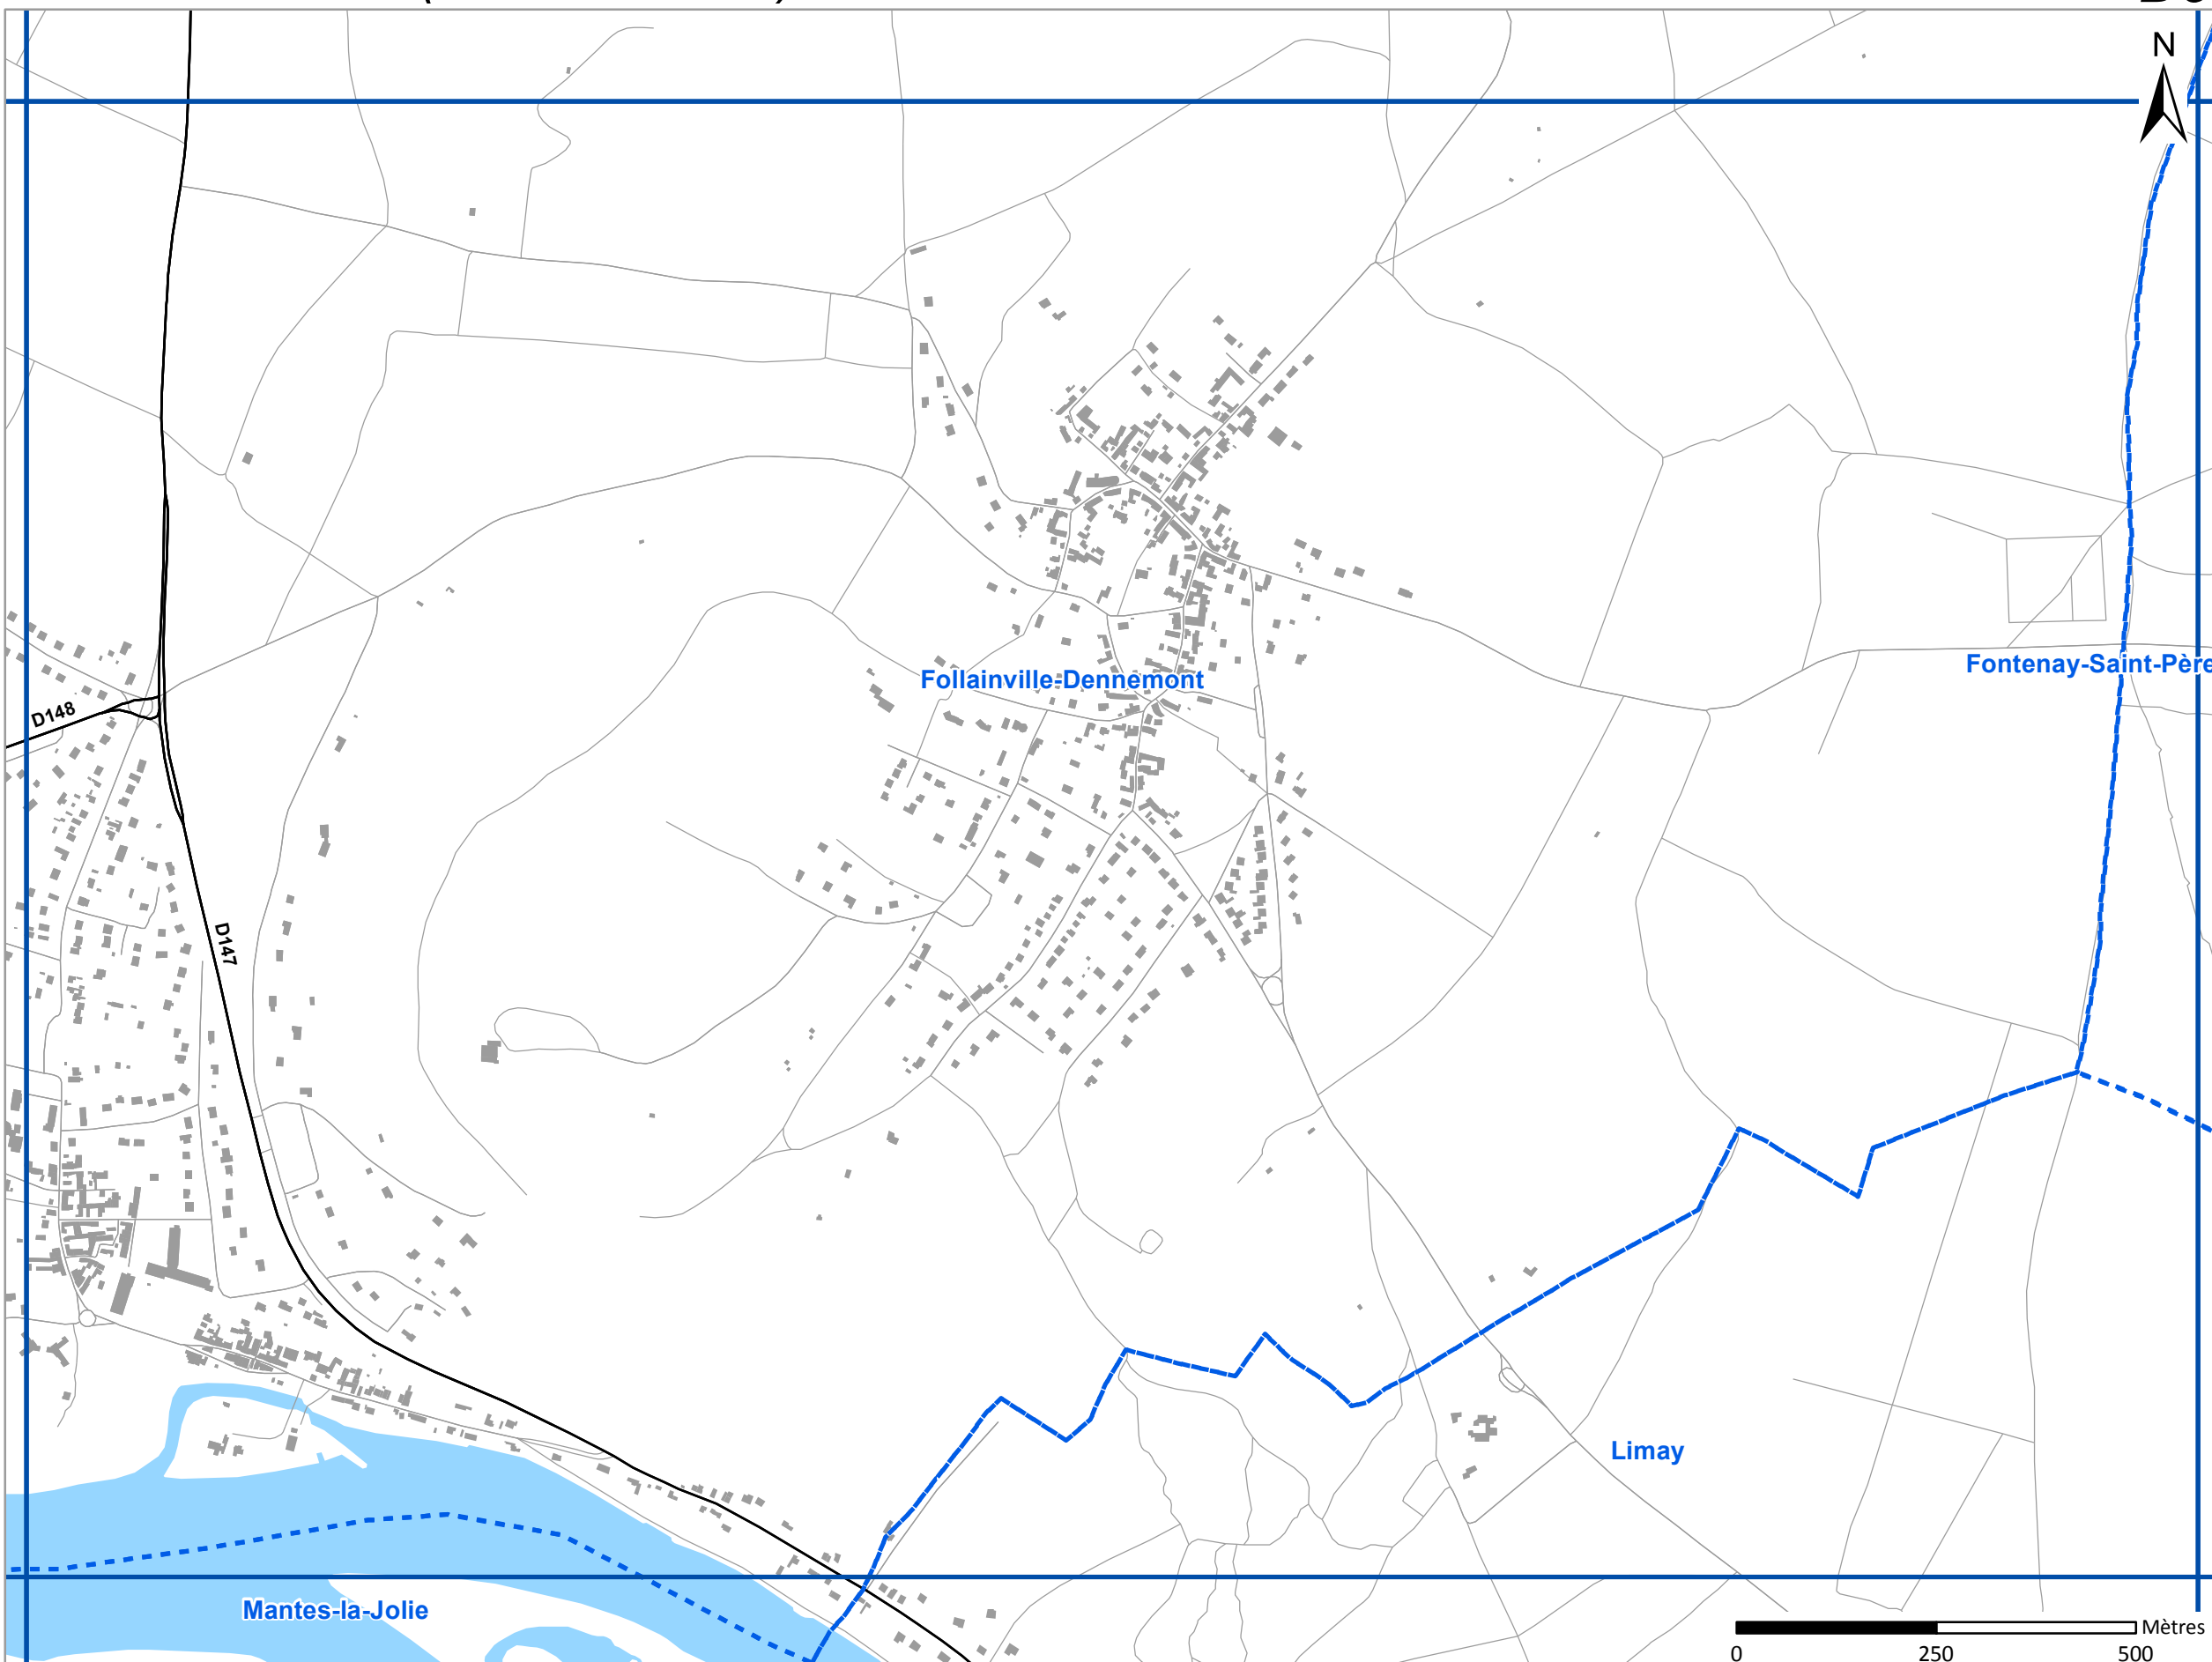 N
Follainville-Dennemont
Fontenay-Saint-Père
D148
D147
Limay
Mantes-la-Jolie
Mètres
0 250 500